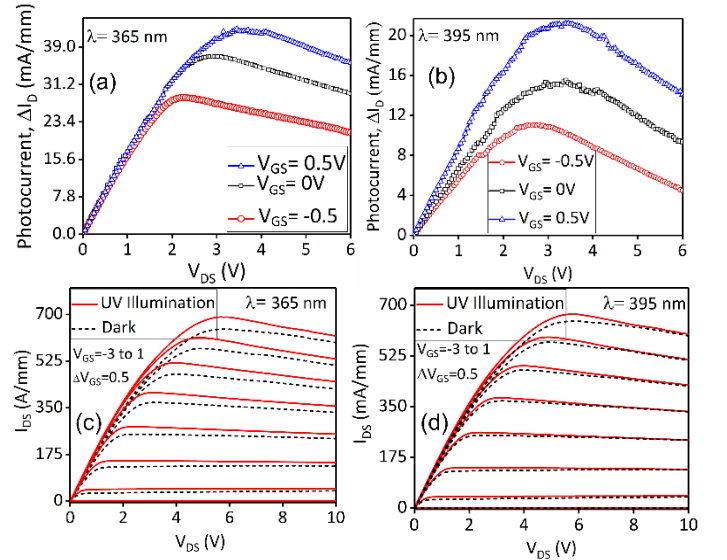 (a)
λ= 365 nm
Photocurrent, ΔI_D (mA/mm)
39.0
31.2
23.4
15.6
7.8
0.0
V_GS= 0.5V
V_GS= 0V
V_GS= -0.5
0 1 2 3 4 5 6
V_DS (V)
(b)
λ= 395 nm
Photocurrent, ΔI_D (mA/mm)
20
16
12
8
4
0
V_GS= -0.5V
V_GS= 0V
V_GS= 0.5V
0 1 2 3 4 5 6
V_DS (V)
(c)
UV Illumination
Dark
λ= 365 nm
V_GS=-3 to 1
ΔV_GS=0.5
I_DS (A/mm)
700
525
350
175
0
0 2 4 6 8 10
V_DS (V)
(d)
UV Illumination
Dark
λ= 395 nm
V_GS=-3 to 1
ΔV_GS=0.5
I_DS (mA/mm)
700
525
350
175
0
0 2 4 6 8 10
V_DS (V)